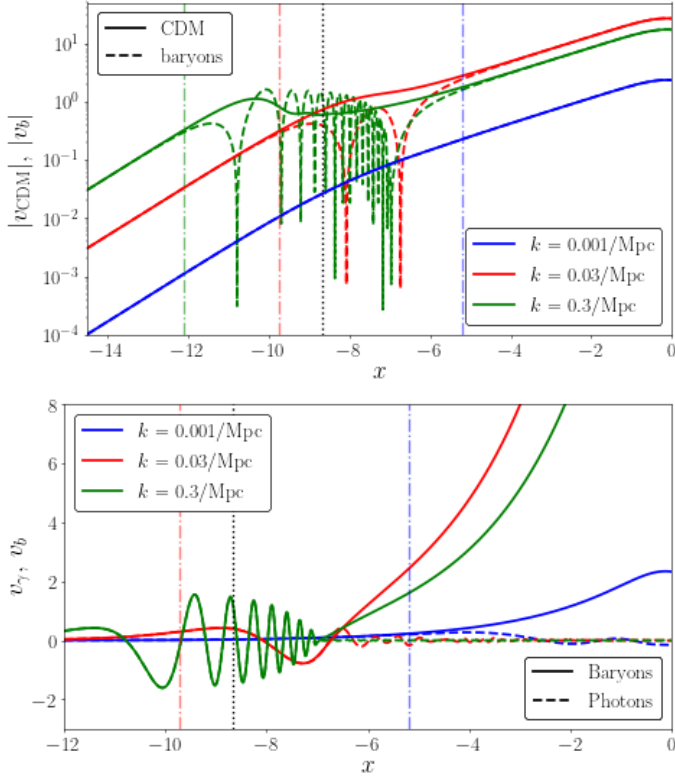 CDM
baryons
|v_CDM|, |v_b|
10^1
10^0
10^−1
10^−2
10^−3
10^−4
k = 0.001/Mpc
k = 0.03/Mpc
k = 0.3/Mpc
−14 −12 −10 −8 −6 −4 −2 0
x
k = 0.001/Mpc
k = 0.03/Mpc
k = 0.3/Mpc
v_γ, v_b
8
6
4
2
0
−2
Baryons
Photons
−12 −10 −8 −6 −4 −2 0
x